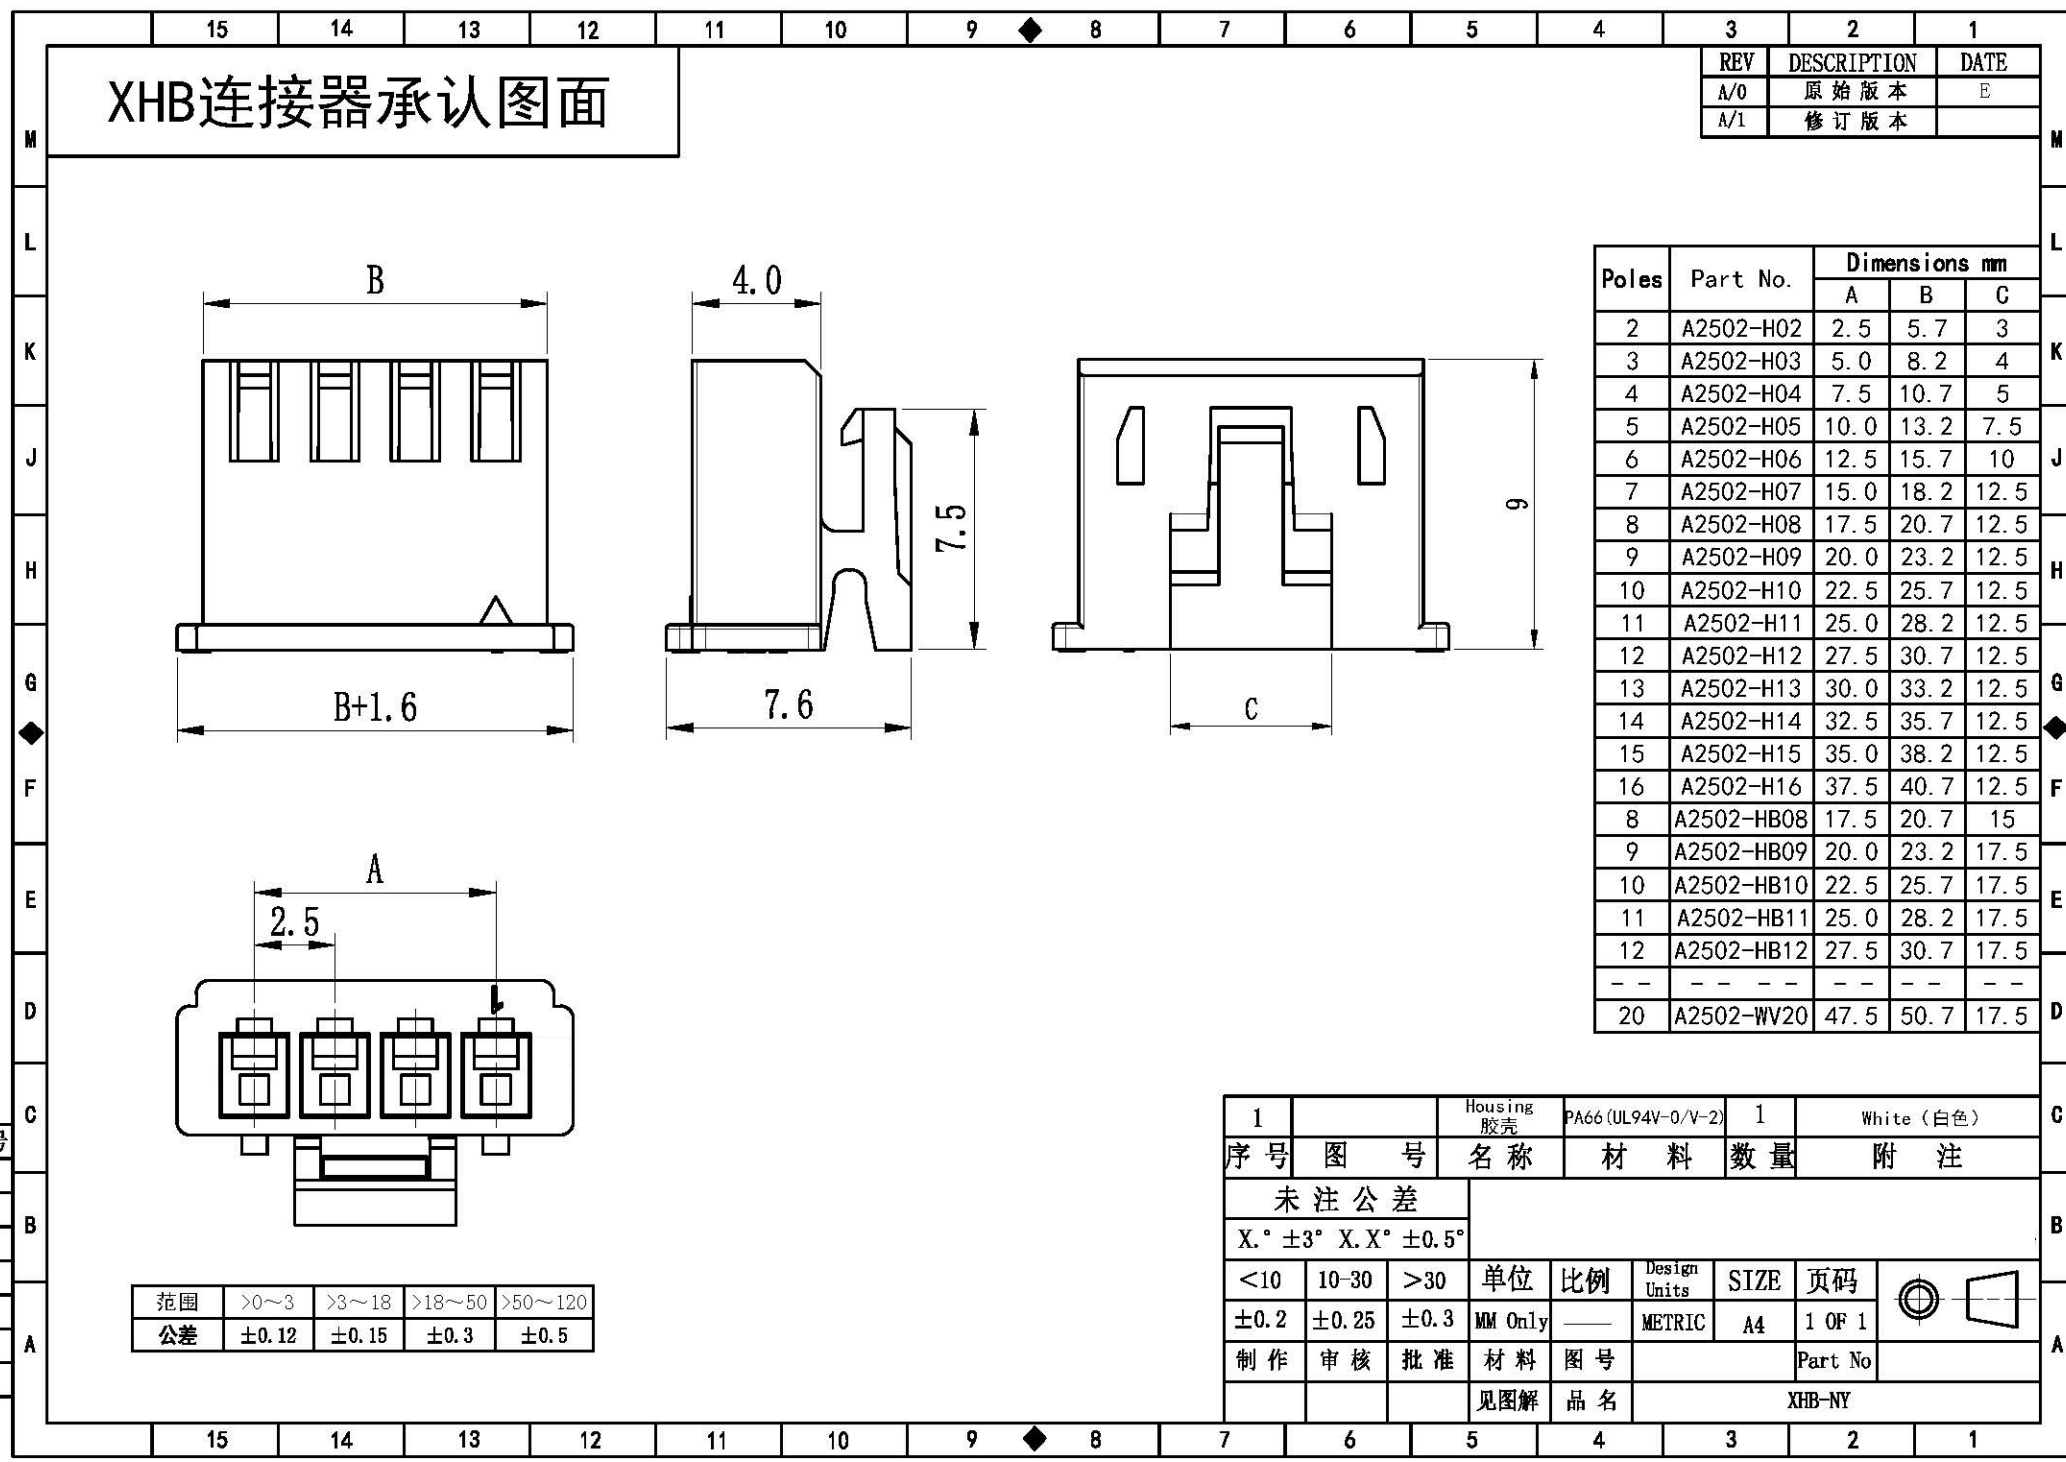 15 14 13 12 11 10 9 8 7 6 5 4 3 2 1
XHB连接器承认图面
REV DESCRIPTION DATE
A/0 原始版本 E
A/1 修订版本
M M
L L
K K
J J
H H
G G
F F
E E
D D
C C
B B
A A
B
4.0
7.5
9
B+1.6
7.6
C
A
2.5
Poles Part No. Dimensions mm
A B C
2 A2502-H02 2.5 5.7 3
3 A2502-H03 5.0 8.2 4
4 A2502-H04 7.5 10.7 5
5 A2502-H05 10.0 13.2 7.5
6 A2502-H06 12.5 15.7 10
7 A2502-H07 15.0 18.2 12.5
8 A2502-H08 17.5 20.7 12.5
9 A2502-H09 20.0 23.2 12.5
10 A2502-H10 22.5 25.7 12.5
11 A2502-H11 25.0 28.2 12.5
12 A2502-H12 27.5 30.7 12.5
13 A2502-H13 30.0 33.2 12.5
14 A2502-H14 32.5 35.7 12.5
15 A2502-H15 35.0 38.2 12.5
16 A2502-H16 37.5 40.7 12.5
8 A2502-HB08 17.5 20.7 15
9 A2502-HB09 20.0 23.2 17.5
10 A2502-HB10 22.5 25.7 17.5
11 A2502-HB11 25.0 28.2 17.5
12 A2502-HB12 27.5 30.7 17.5
-- -- -- -- -- --
20 A2502-WV20 47.5 50.7 17.5
范围 >0~3 >3~18 >18~50 >50~120
公差 ±0.12 ±0.15 ±0.3 ±0.5
1 Housing 胶壳 PA66(UL94V-0/V-2) 1 White (白色)
序号 图号 名称 材料 数量 附注
未注公差
X.° ±3° X.X° ±0.5°
<10 10-30 >30 单位 比例 Design Units SIZE 页码
±0.2 ±0.25 ±0.3 MM Only —— METRIC A4 1 OF 1
制作 审核 批准 材料 图号 Part No
见图解 品名 XHB-NY
15 14 13 12 11 10 9 8 7 6 5 4 3 2 1